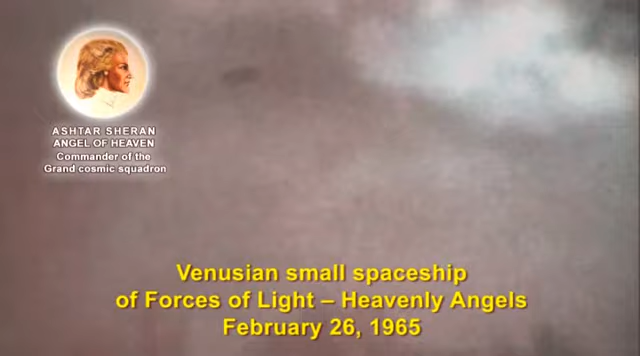 ASHTAR SHERAN
ANGEL OF HEAVEN
Commander of the
Grand cosmic squadron
Venusian small spaceship
of Forces of Light – Heavenly Angels
February 26, 1965